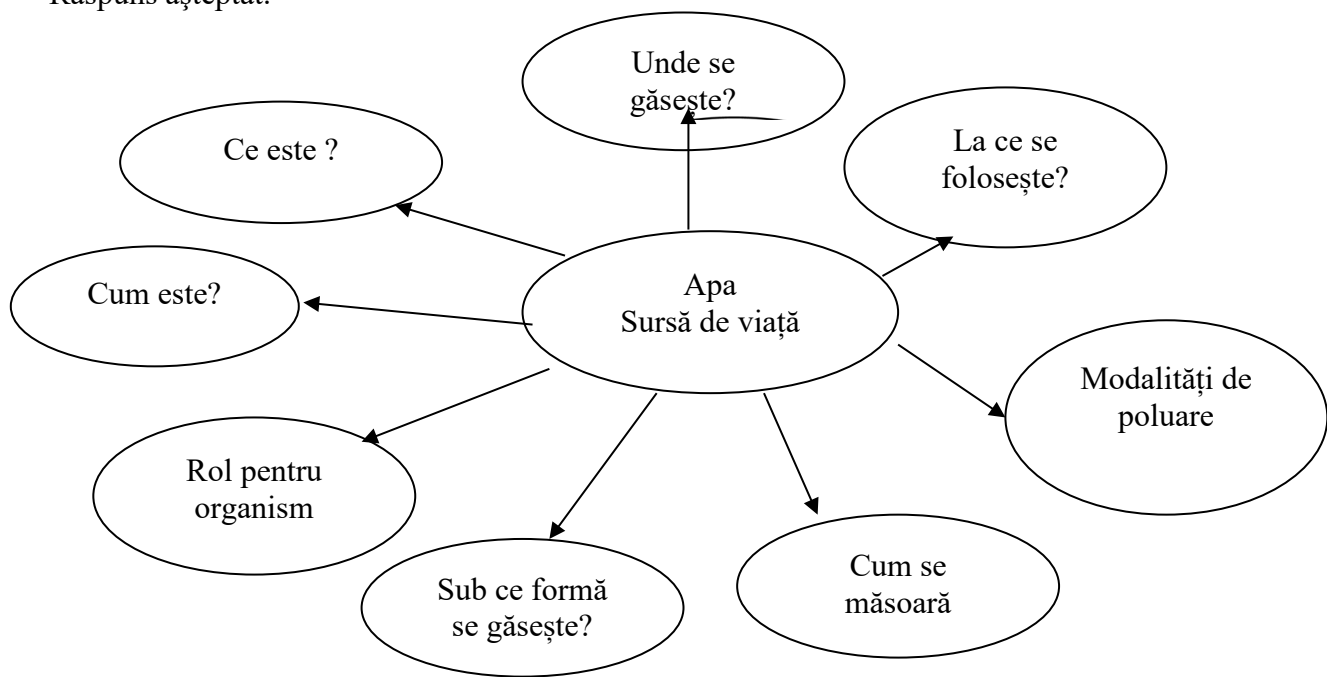 Răspuns aşteptat:
Unde se
găsește?
Ce este ?
La ce se
folosește?
Cum este?
Apa
Sursă de viață
Modalități de
poluare
Rol pentru
organism
Cum se
măsoară
Sub ce formă
se găsește?